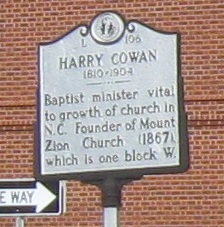 L 106
HARRY COWAN
1810-1904
Baptist minister vital
to growth of church in
N.C. Founder of Mount
Zion Church (1867),
which is one block W.
E WAY